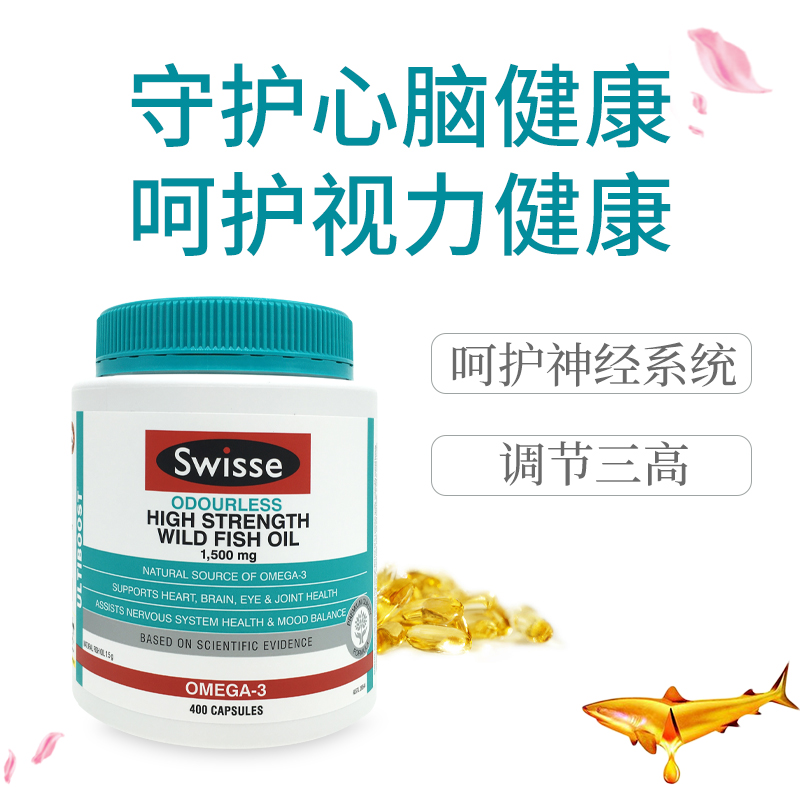 守护心脑健康
呵护视力健康
呵护神经系统
调节三高
Swisse
ULTIBOOST
ODOURLESS
HIGH STRENGTH
WILD FISH OIL
1,500 mg
NATURAL SOURCE OF OMEGA-3
SUPPORTS HEART, BRAIN, EYE & JOINT HEALTH
ASSISTS NERVOUS SYSTEM HEALTH & MOOD BALANCE
BASED ON SCIENTIFIC EVIDENCE
OMEGA-3
400 CAPSULES